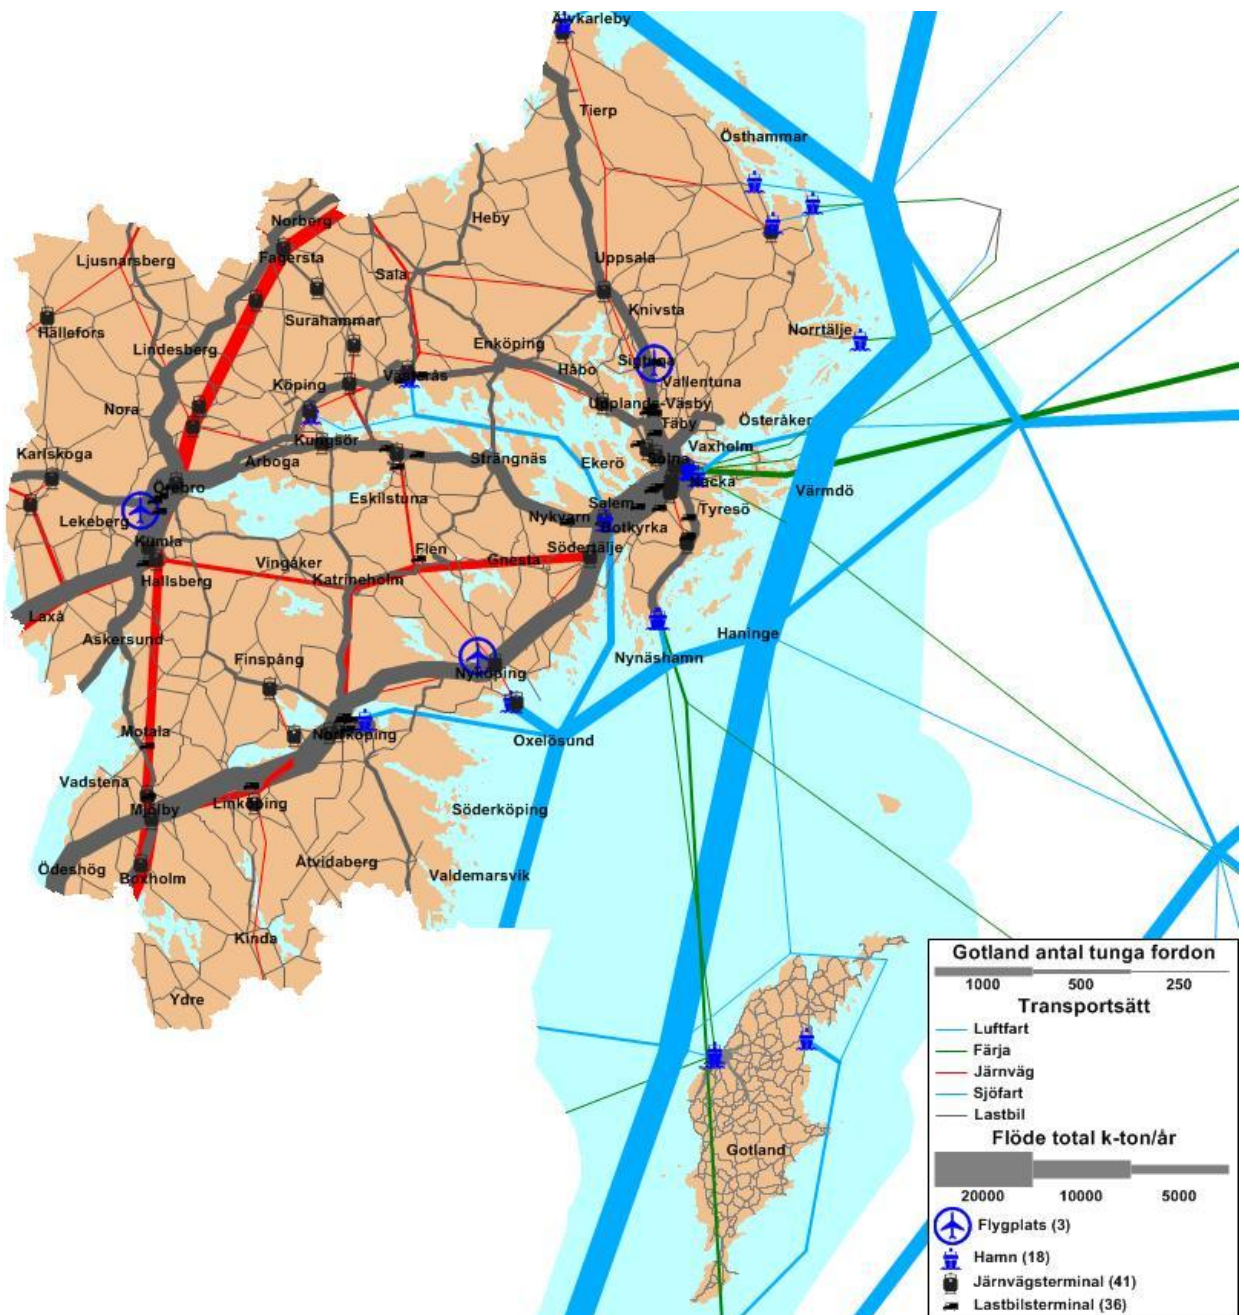 Älvkarleby
Tierp
Östhammar
Norberg
Heby
Ljusnarsberg
Fagersta
Sala
Uppsala
Knivsta
Hällefors
Surahammar
Norrtälje
Lindesberg
Enköping
Sigtuna
Håbo
Vallentuna
Köping
Västerås
Nora
Upplands-Väsby
Täby
Österåker
Kungsör
Vaxholm
Karlskoga
Arboga
Strängnäs
Ekerö
Solna
Nacka
Värmdö
Örebro
Eskilstuna
Salem
Tyresö
Lekeberg
Nykvarn
Botkyrka
Kumla
Flen
Södertälje
Vingåker
Gnesta
Hallsberg
Katrineholm
Laxå
Askersund
Haninge
Finspång
Nynäshamn
Nyköping
Motala
Norrköping
Oxelösund
Vadstena
Linköping
Söderköping
Mjölby
Ödeshög
Åtvidaberg
Boxholm
Valdemarsvik
Kinda
Ydre
Gotland
Gotland antal tunga fordon
1000 500 250
Transportsätt
Luftfart
Färja
Järnväg
Sjöfart
Lastbil
Flöde total k-ton/år
20000 10000 5000
Flygplats (3)
Hamn (18)
Järnvägsterminal (41)
Lastbilsterminal (36)